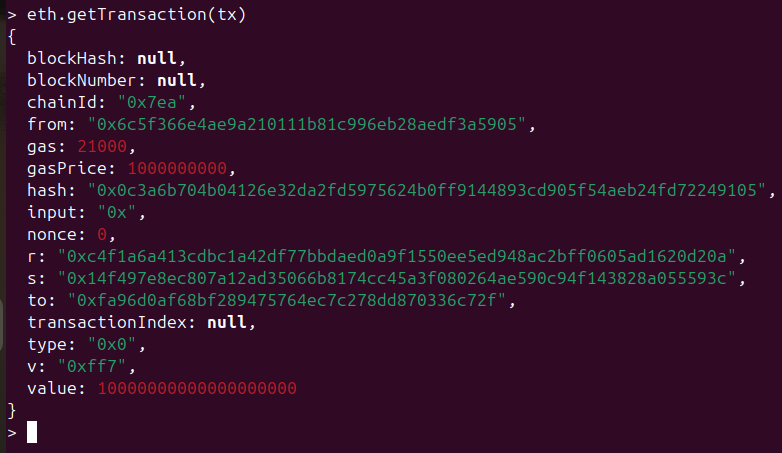 > eth.getTransaction(tx)
{
blockHash: null,
blockNumber: null,
chainId: "0x7ea",
from: "0x6c5f366e4ae9a210111b81c996eb28aedf3a5905",
gas: 21000,
gasPrice: 1000000000,
hash: "0x0c3a6b704b04126e32da2fd5975624b0ff9144893cd905f54aeb24fd72249105",
input: "0x",
nonce: 0,
r: "0xc4f1a6a413cdbc1a42df77bbdaed0a9f1550ee5ed948ac2bff0605ad1620d20a",
s: "0x14f497e8ec807a12ad35066b8174cc45a3f080264ae590c94f143828a055593c",
to: "0xfa96d0af68bf289475764ec7c278dd870336c72f",
transactionIndex: null,
type: "0x0",
v: "0xff7",
value: 10000000000000000000
}
>